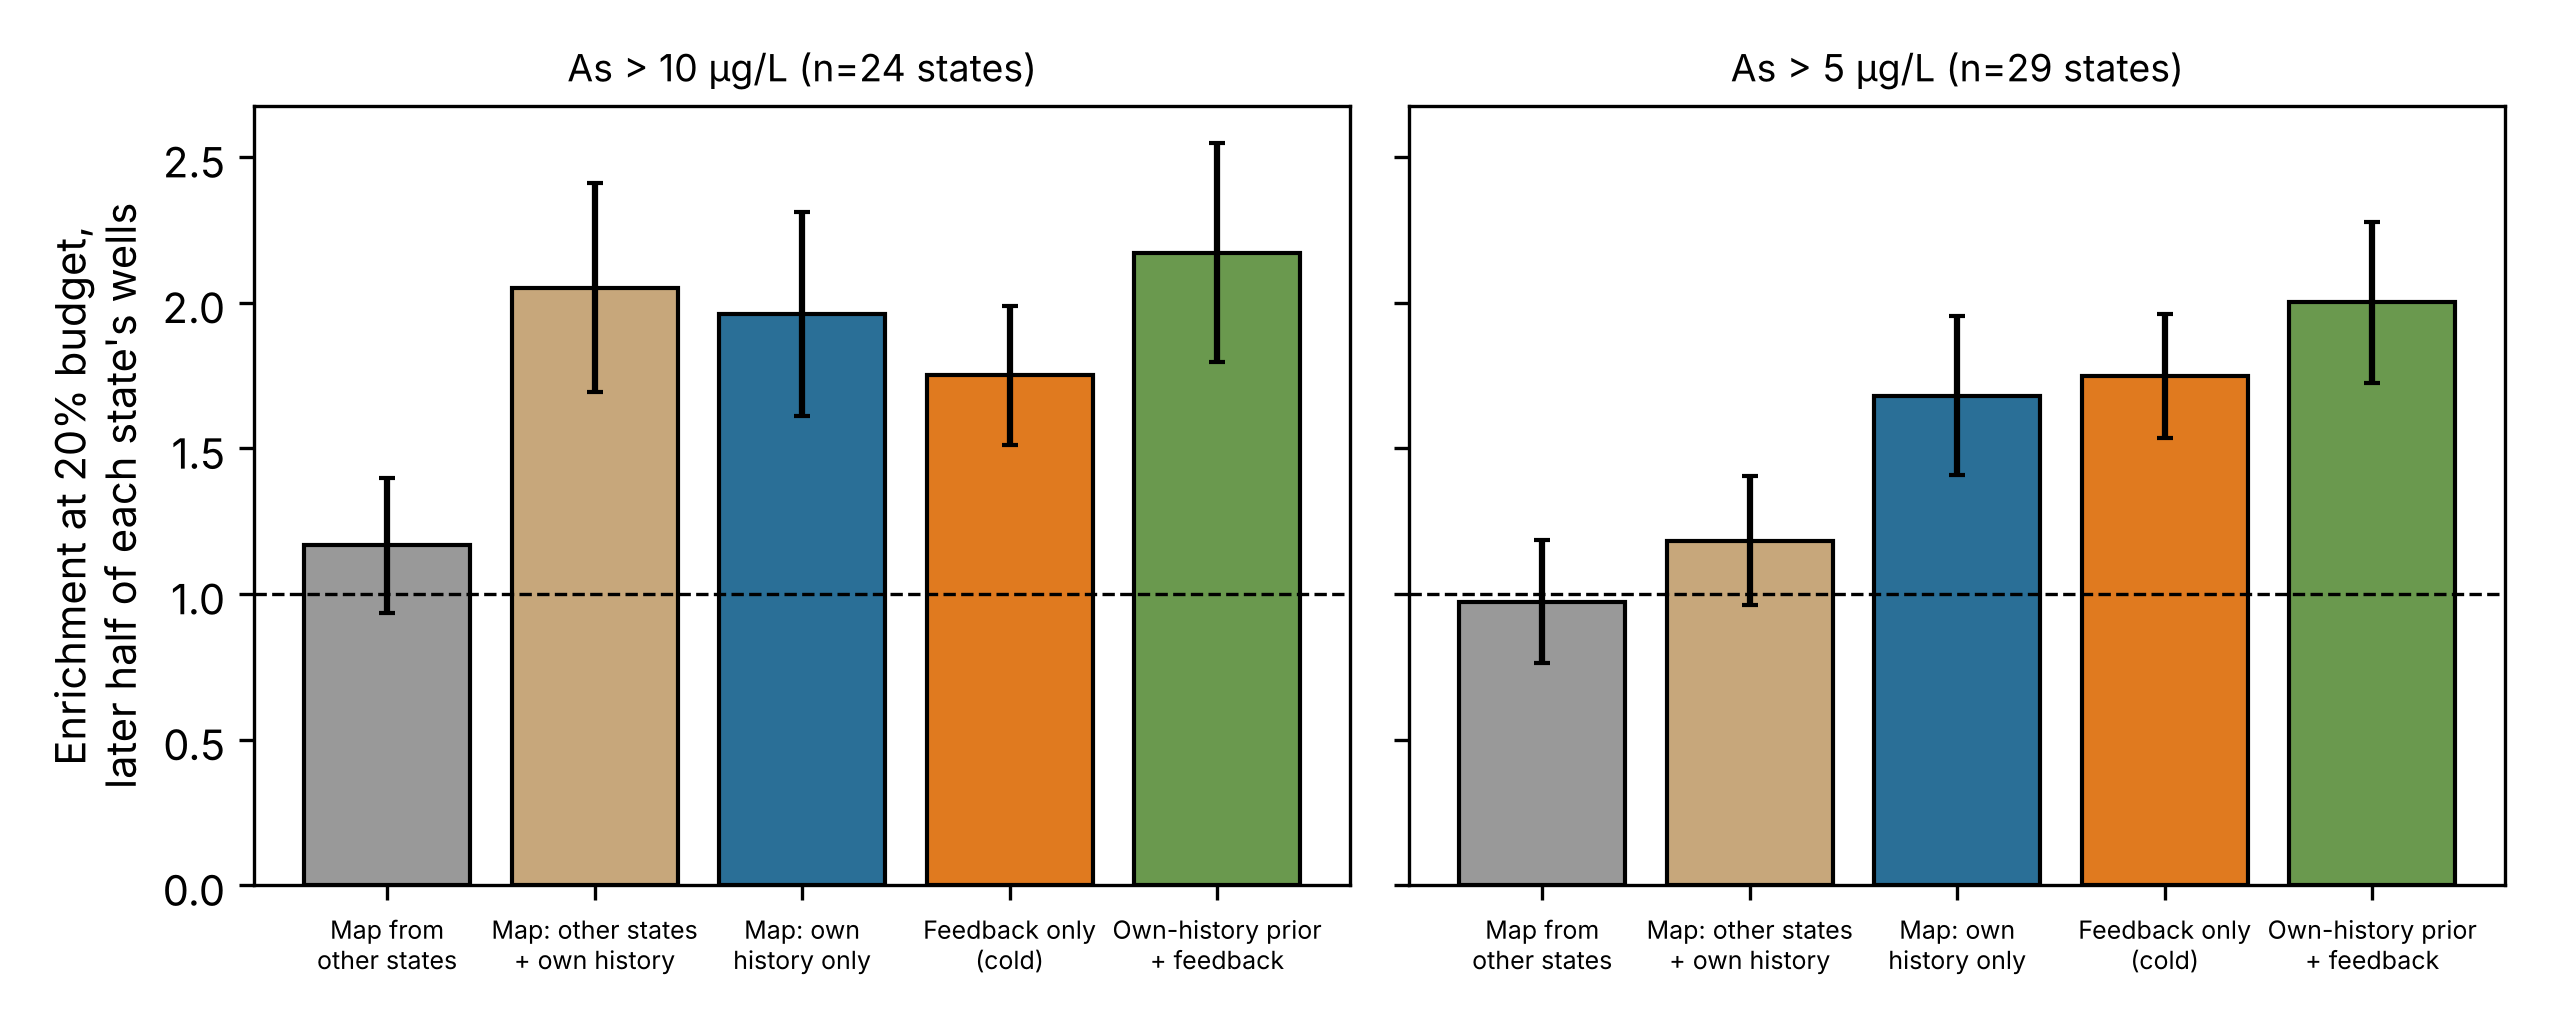 As > 10 µg/L (n=24 states)
As > 5 µg/L (n=29 states)
Enrichment at 20% budget,
later half of each state's wells
2.5
2.0
1.5
1.0
0.5
0.0
Map from
other states
Map: other states
+ own history
Map: own
history only
Feedback only
(cold)
Own-history prior
+ feedback
Map from
other states
Map: other states
+ own history
Map: own
history only
Feedback only
(cold)
Own-history prior
+ feedback